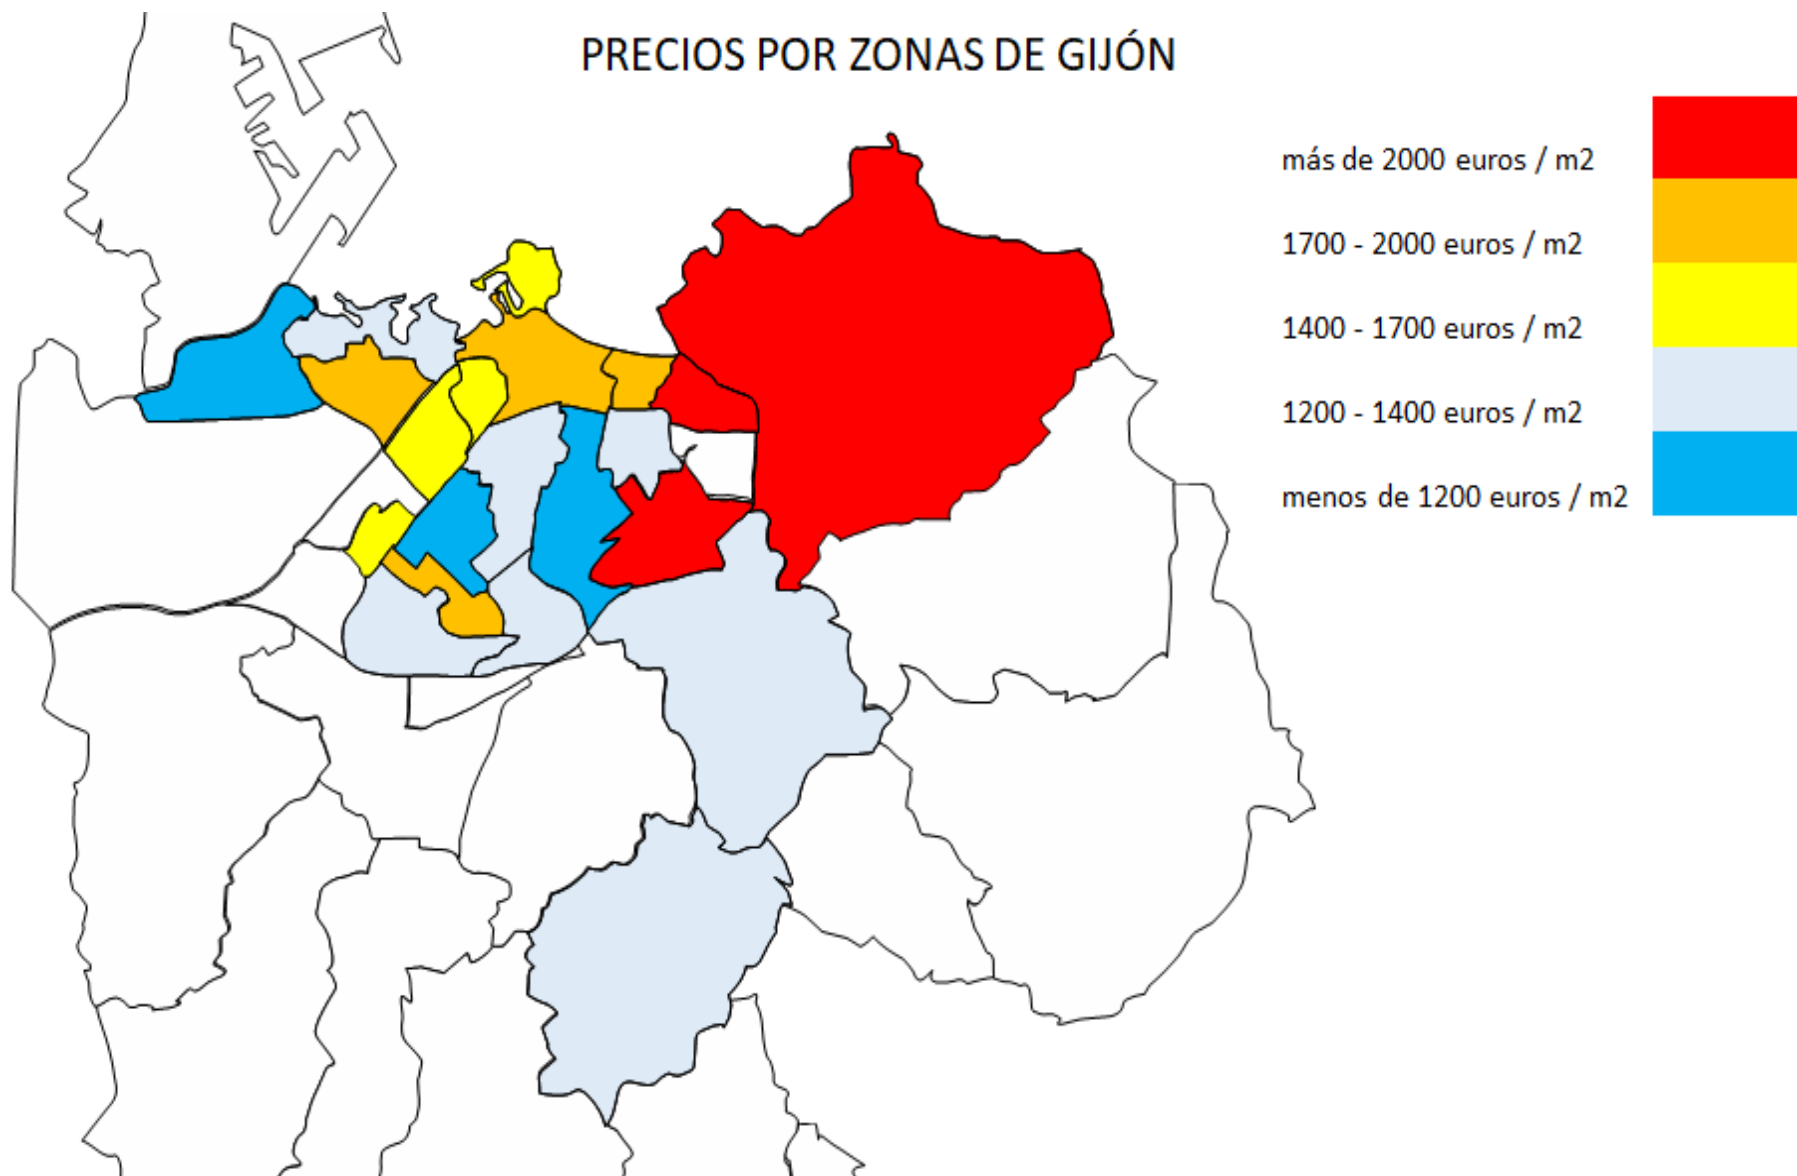 PRECIOS POR ZONAS DE GIJÓN
más de 2000 euros / m2
1700 - 2000 euros / m2
1400 - 1700 euros / m2
1200 - 1400 euros / m2
menos de 1200 euros / m2